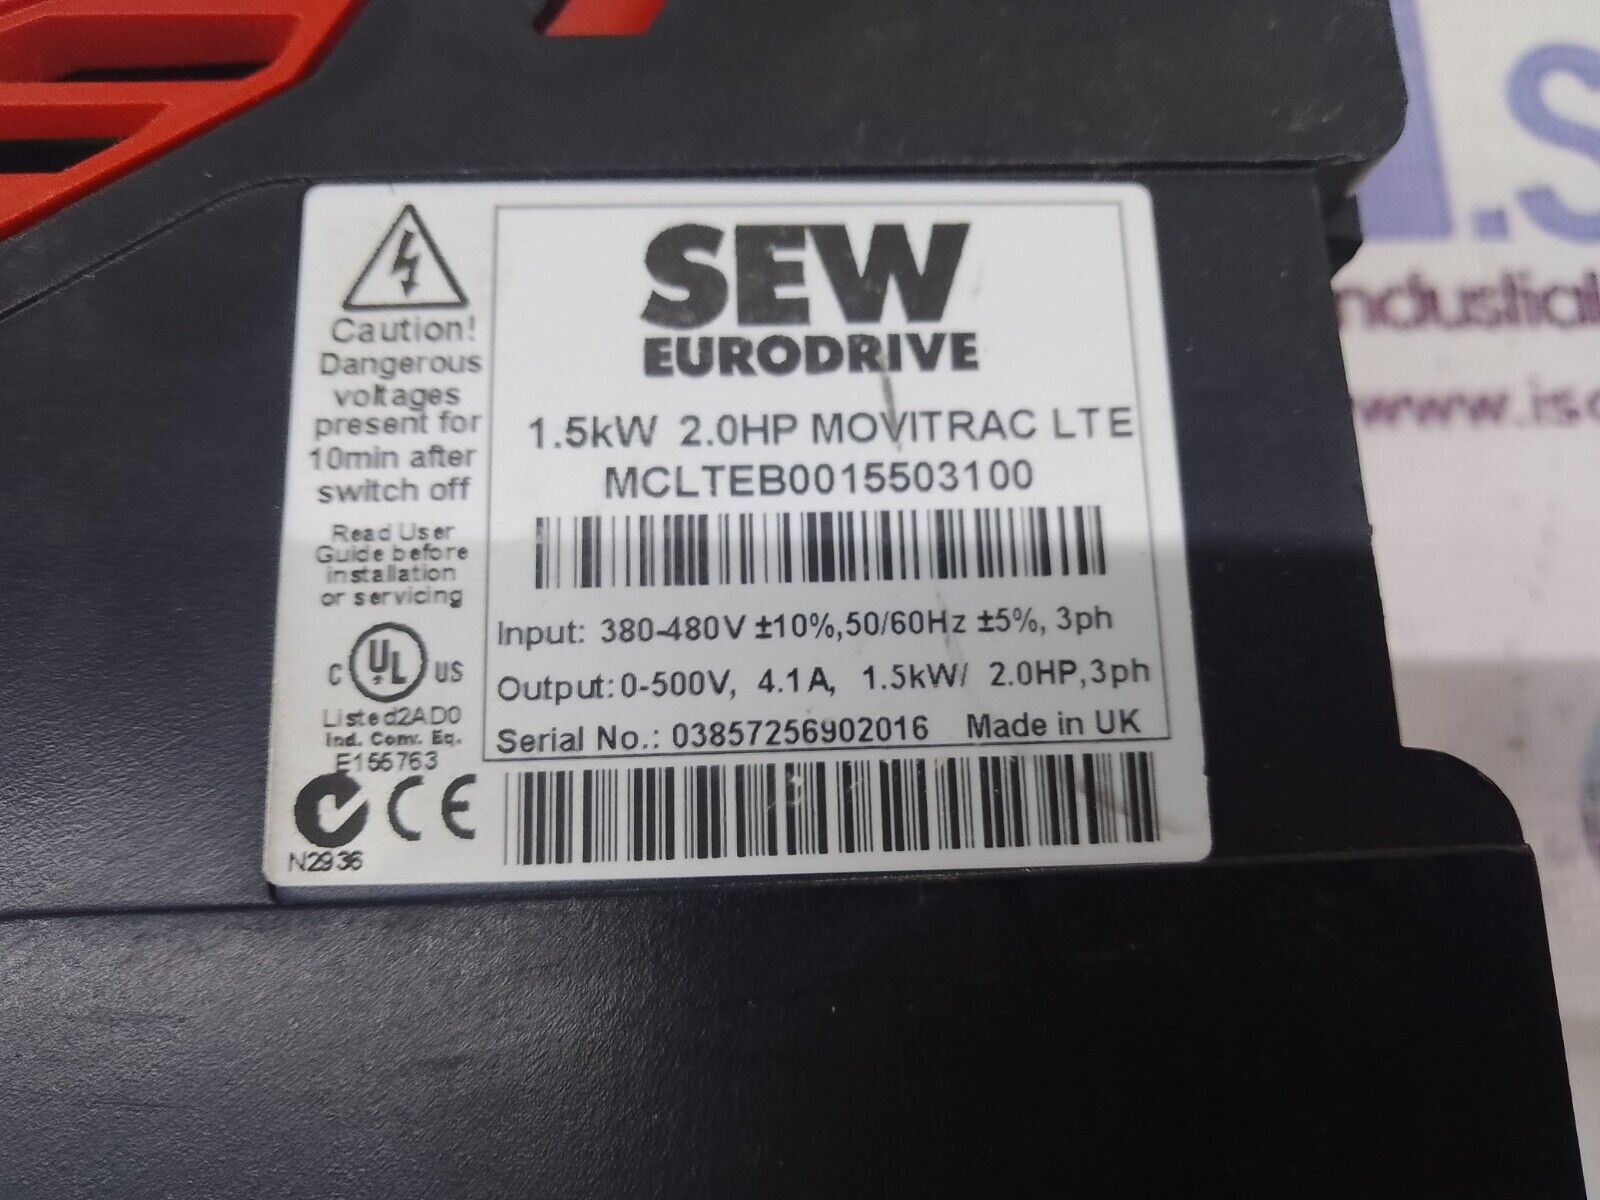 Caution!
Dangerous
voltages
present for
10min after
switch off
Read User
Guide before
installation
or servicing
C UL US
Listed2AD0
Ind. Conv. Eq.
E155763
CE
N2936
SEW
EURODRIVE
1.5kW 2.0HP MOVITRAC LTE
MCLTEB0015503100
Input: 380-480V ±10%,50/60Hz ±5%, 3ph
Output:0-500V, 4.1A, 1.5kW/ 2.0HP,3ph
Serial No.: 03857256902016 Made in UK
.S
industial
www.is